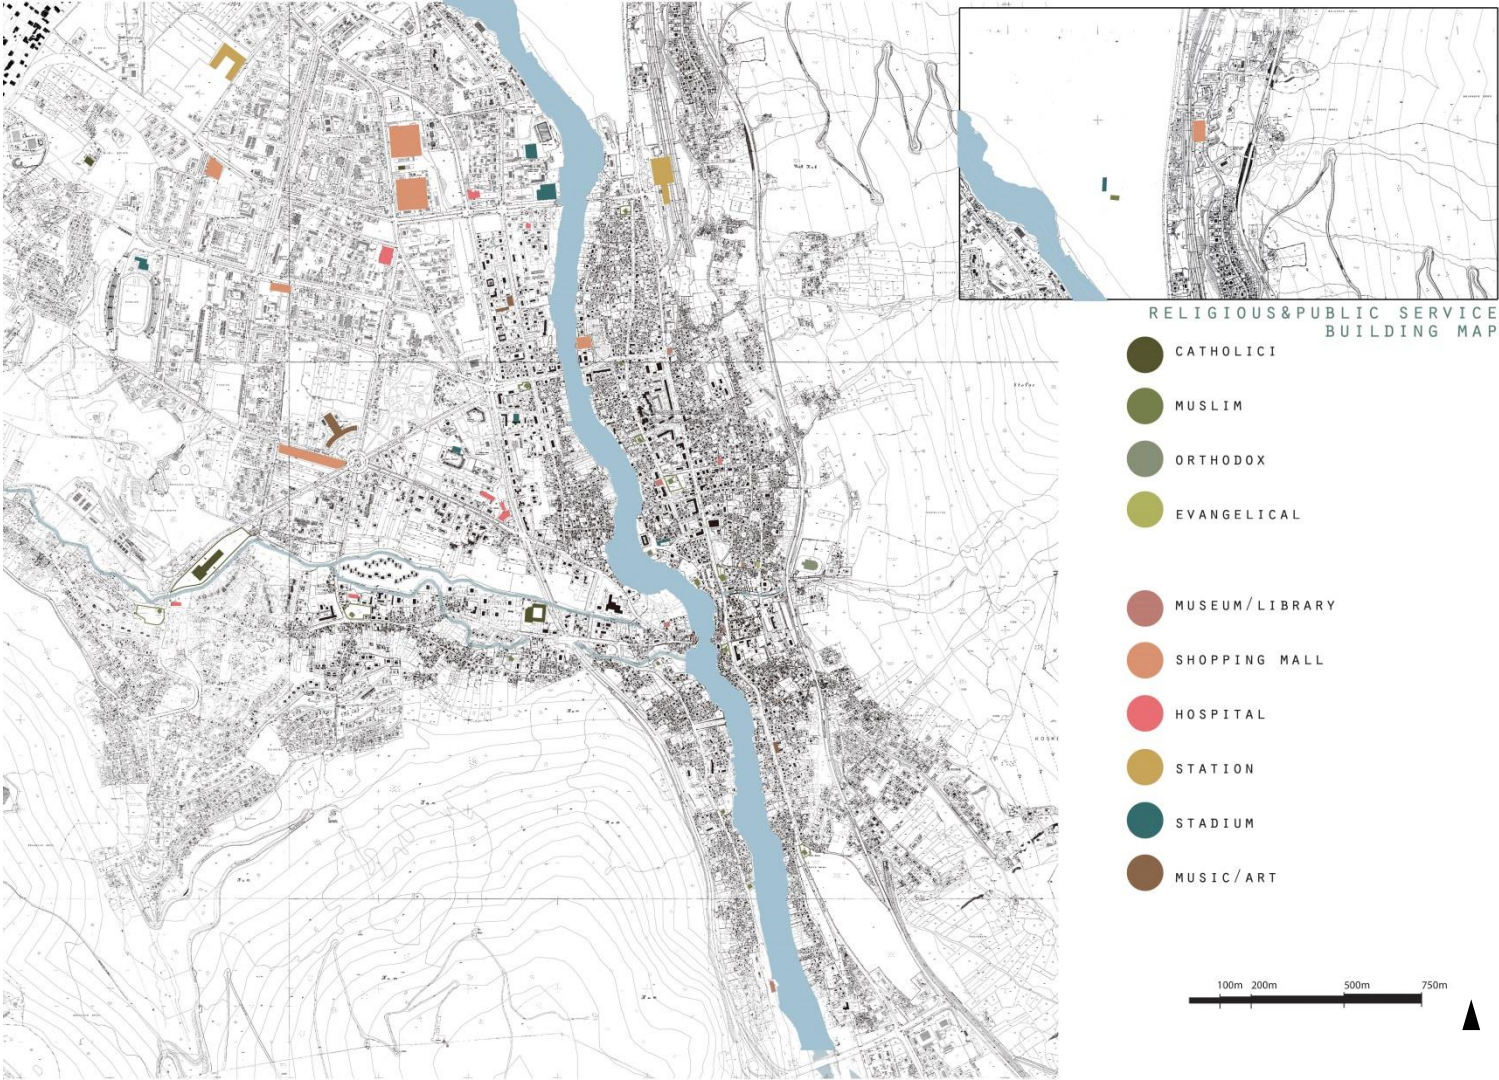 RELIGIOUS&PUBLIC SERVICE
BUILDING MAP
CATHOLICI
MUSLIM
ORTHODOX
EVANGELICAL
MUSEUM/LIBRARY
SHOPPING MALL
HOSPITAL
STATION
STADIUM
MUSIC/ART
100m 200m 500m 750m